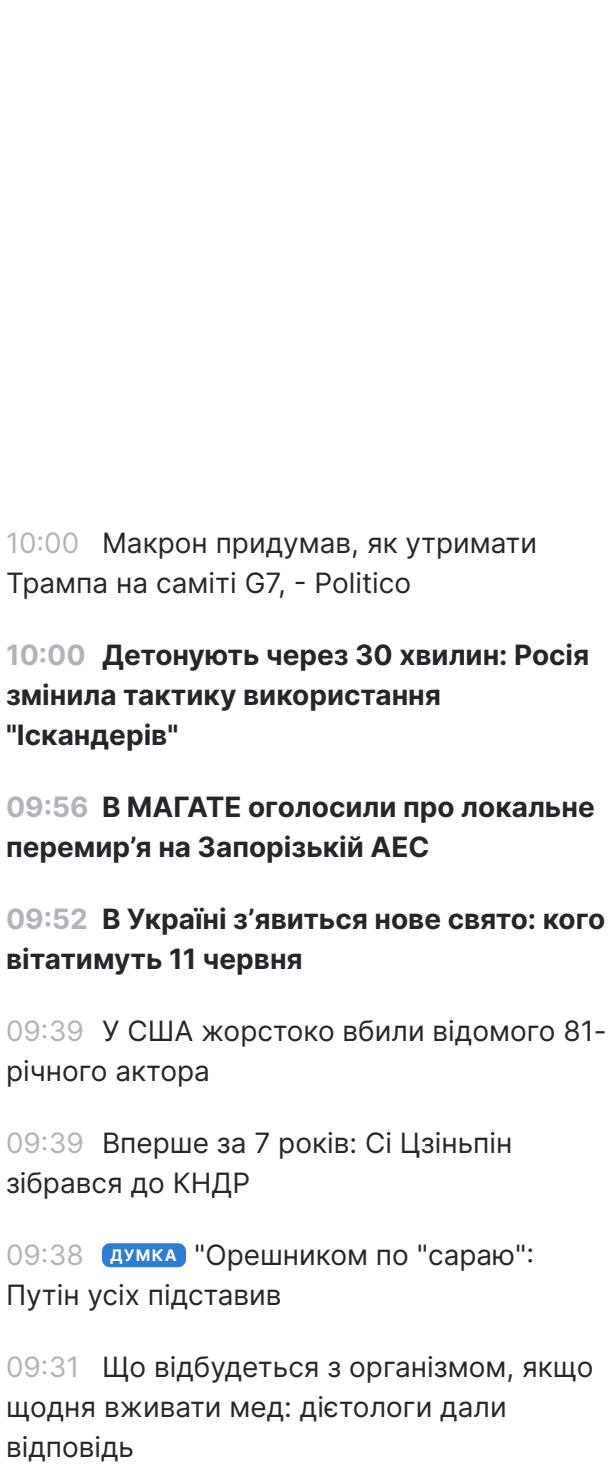 10:00 Макрон придумав, як утримати
Трампа на саміті G7, - Politico
10:00 Детонують через 30 хвилин: Росія
змінила тактику використання
"Іскандерів"
09:56 В МАГАТЕ оголосили про локальне
перемир’я на Запорізькій АЕС
09:52 В Україні з’явиться нове свято: кого
вітатимуть 11 червня
09:39 У США жорстоко вбили відомого 81-
річного актора
09:39 Вперше за 7 років: Сі Цзіньпін
зібрався до КНДР
09:38 ДУМКА "Орешником по "сараю":
Путін усіх підставив
09:31 Що відбудеться з організмом, якщо
щодня вживати мед: дієтологи дали
відповідь